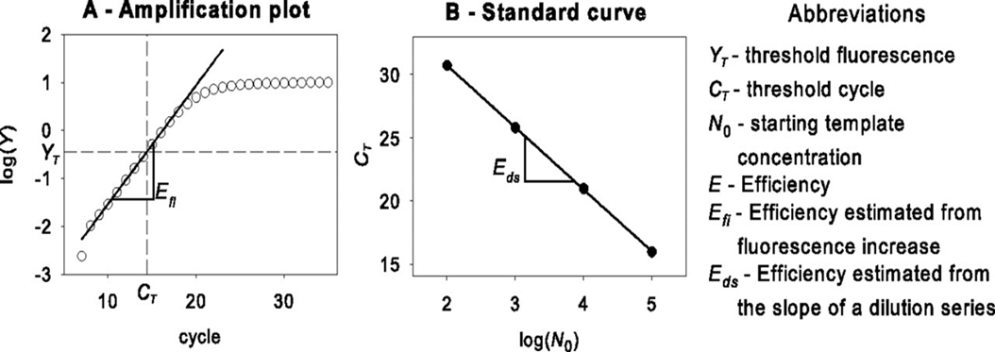 A - Amplification plot
2
1
0
Y_T
-1
-2
-3
log(Y)
E_fl
10
C_T
20
30
cycle
B - Standard curve
30
25
20
15
C_T
E_ds
2
3
4
5
log(N_0)
Abbreviations
Y_T - threshold fluorescence
C_T - threshold cycle
N_0 - starting template
concentration
E - Efficiency
E_fl - Efficiency estimated from
fluorescence increase
E_ds - Efficiency estimated from
the slope of a dilution series